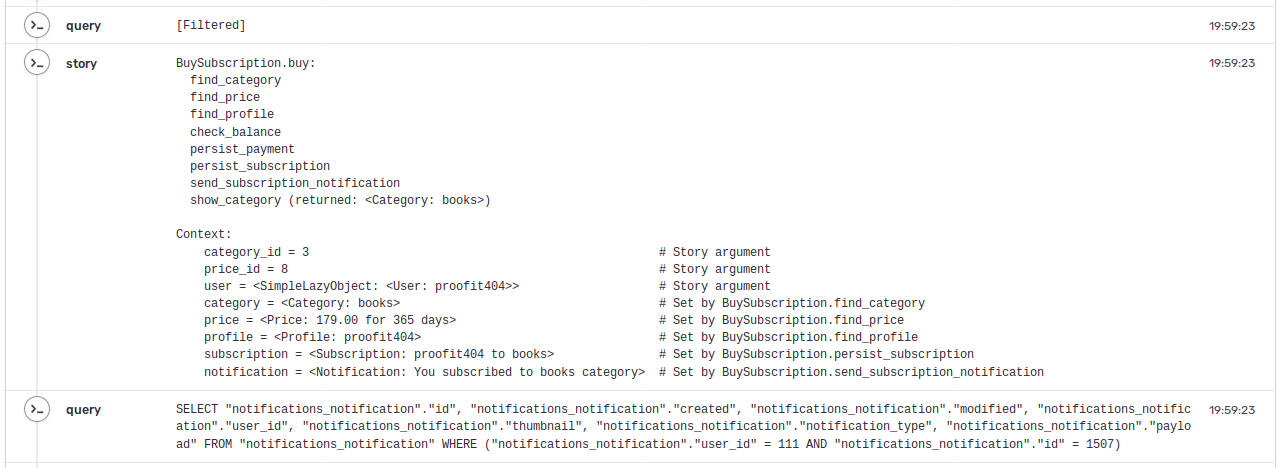 query [Filtered] 19:59:23
story BuySubscription.buy: 19:59:23
find_category
find_price
find_profile
check_balance
persist_payment
persist_subscription
send_subscription_notification
show_category (returned: <Category: books>)
Context:
category_id = 3 # Story argument
price_id = 8 # Story argument
user = <SimpleLazyObject: <User: proofit404>> # Story argument
category = <Category: books> # Set by BuySubscription.find_category
price = <Price: 179.00 for 365 days> # Set by BuySubscription.find_price
profile = <Profile: proofit404> # Set by BuySubscription.find_profile
subscription = <Subscription: proofit404 to books> # Set by BuySubscription.persist_subscription
notification = <Notification: You subscribed to books category> # Set by BuySubscription.send_subscription_notification
query SELECT "notifications_notification"."id", "notifications_notification"."created", "notifications_notification"."modified", "notifications_notific 19:59:23
ation"."user_id", "notifications_notification"."thumbnail", "notifications_notification"."notification_type", "notifications_notification"."paylo
ad" FROM "notifications_notification" WHERE ("notifications_notification"."user_id" = 111 AND "notifications_notification"."id" = 1507)